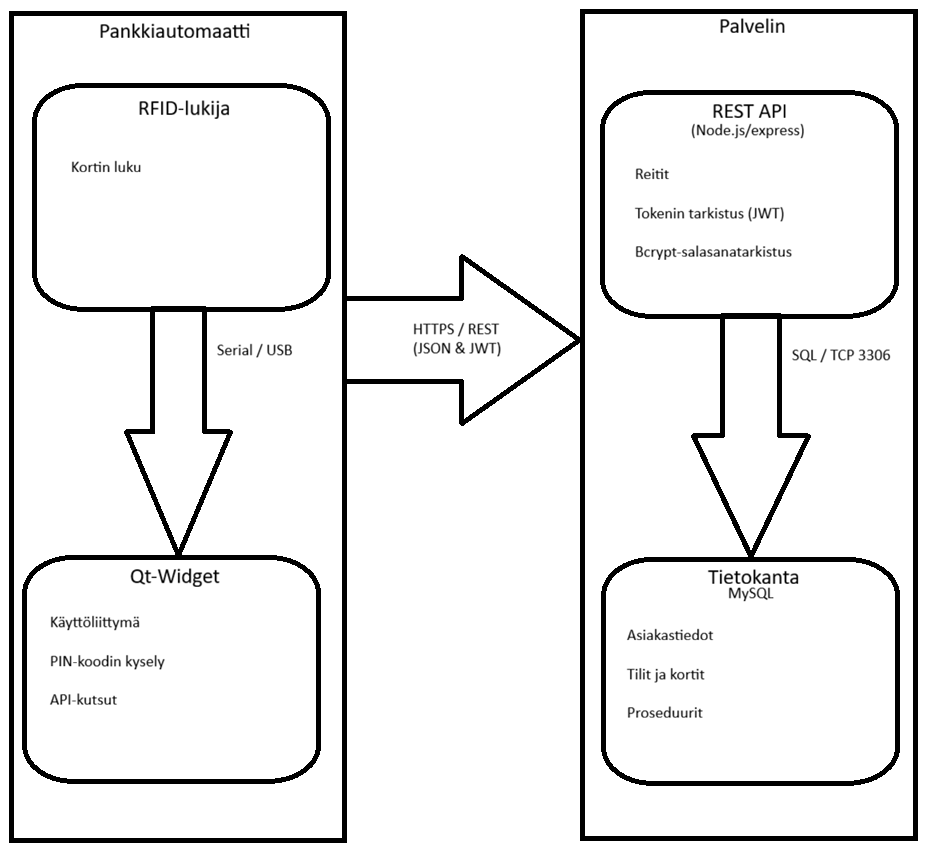 Pankkiautomaatti
RFID-lukija
Kortin luku
Serial / USB
Qt-Widget
Käyttöliittymä
PIN-koodin kysely
API-kutsut
HTTPS / REST
(JSON & JWT)
Palvelin
REST API
(Node.js/express)
Reitit
Tokenin tarkistus (JWT)
Bcrypt-salasanatarkistus
SQL / TCP 3306
Tietokanta
MySQL
Asiakastiedot
Tilit ja kortit
Proseduurit